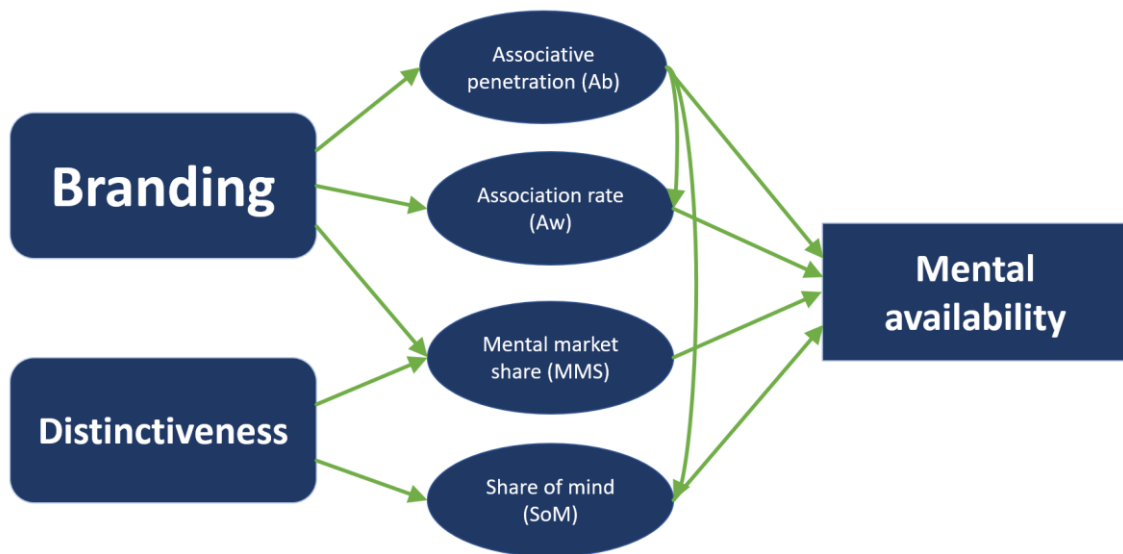 Branding
Distinctiveness
Associative
penetration (Ab)
Association rate
(Aw)
Mental market
share (MMS)
Share of mind
(SoM)
Mental
availability